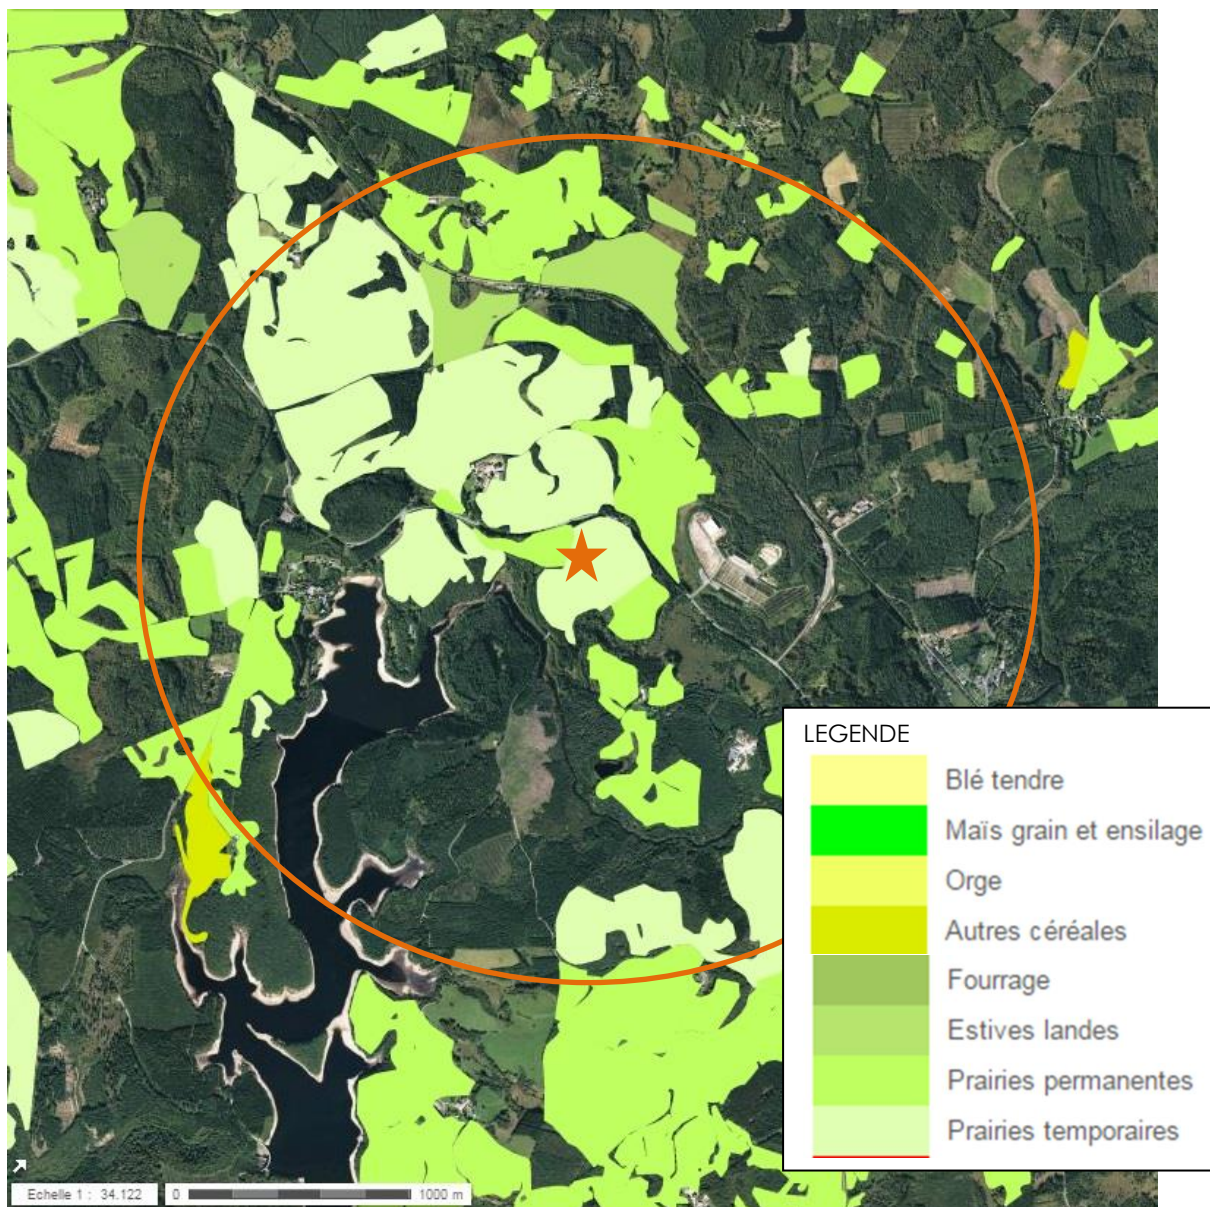 LEGENDE
Blé tendre
Maïs grain et ensilage
Orge
Autres céréales
Fourrage
Estives landes
Prairies permanentes
Prairies temporaires
Echelle 1 : 34.122 0 1000 m